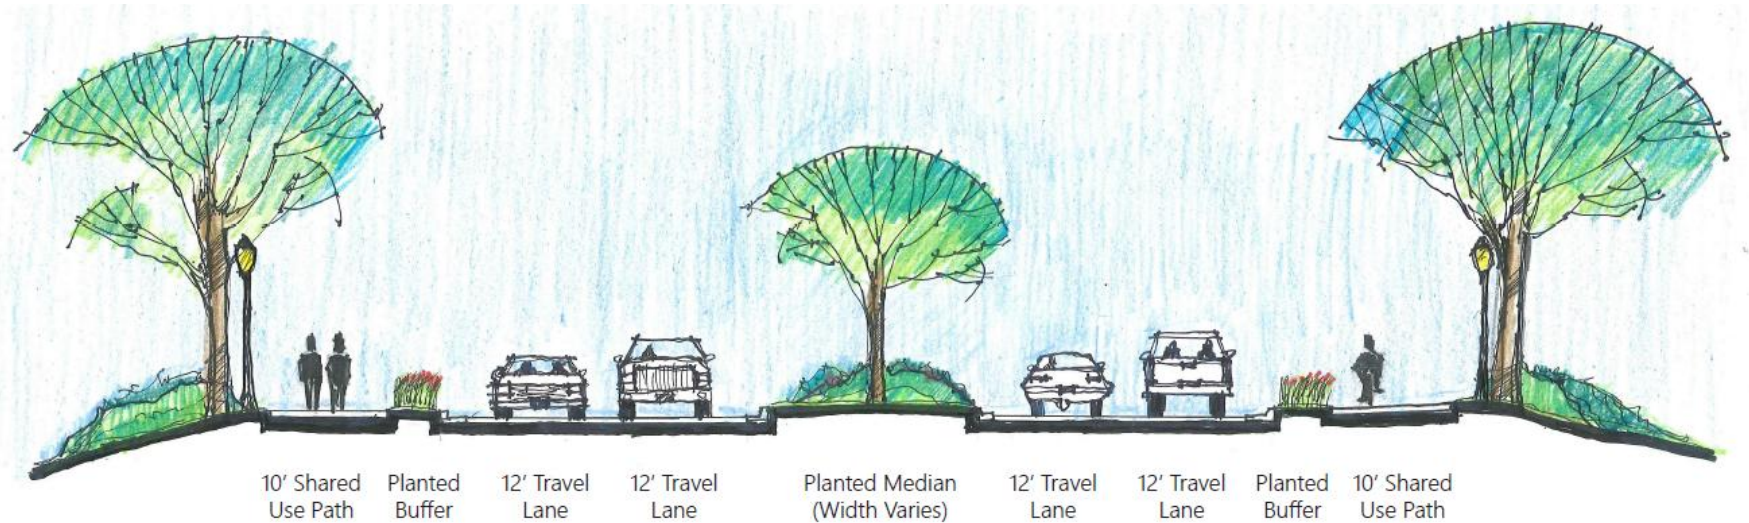 10’ Shared
Use Path
Planted
Buffer
12’ Travel
Lane
12’ Travel
Lane
Planted Median
(Width Varies)
12’ Travel
Lane
12’ Travel
Lane
Planted
Buffer
10’ Shared
Use Path